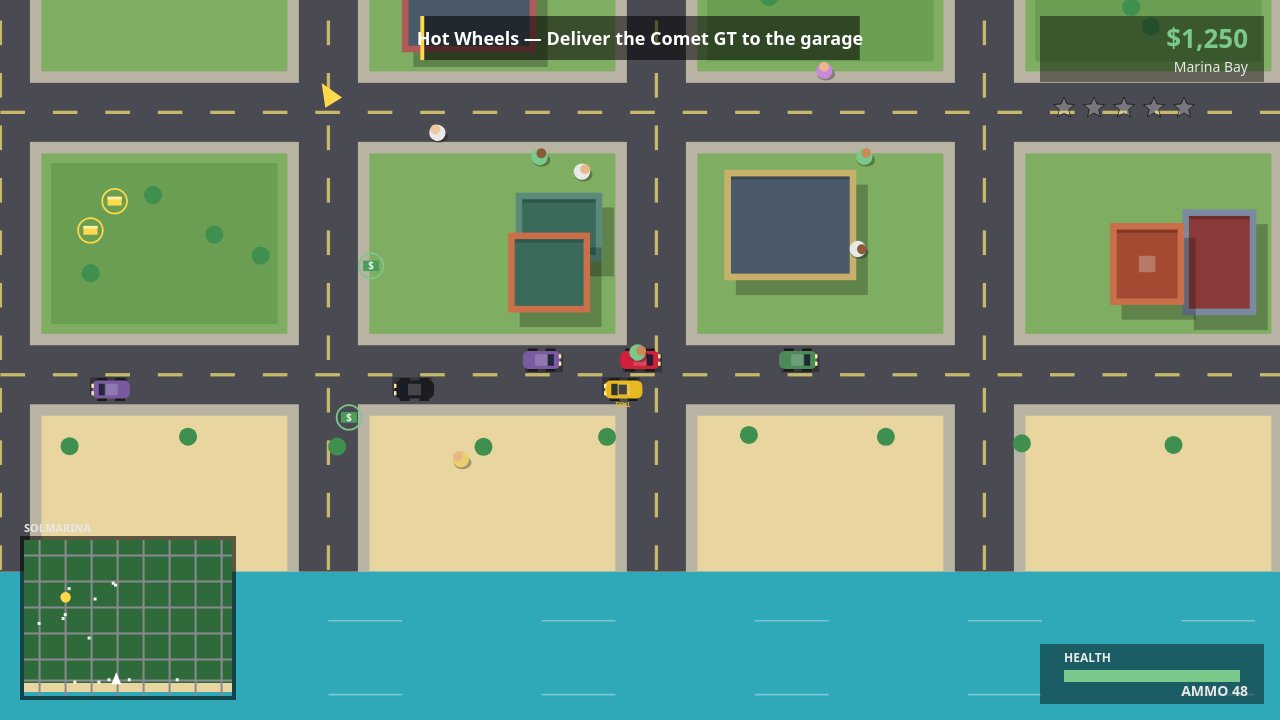 Hot Wheels — Deliver the Comet GT to the garage
$1,250
Marina Bay
$
$
SOLMARINA
HEALTH
AMMO 48